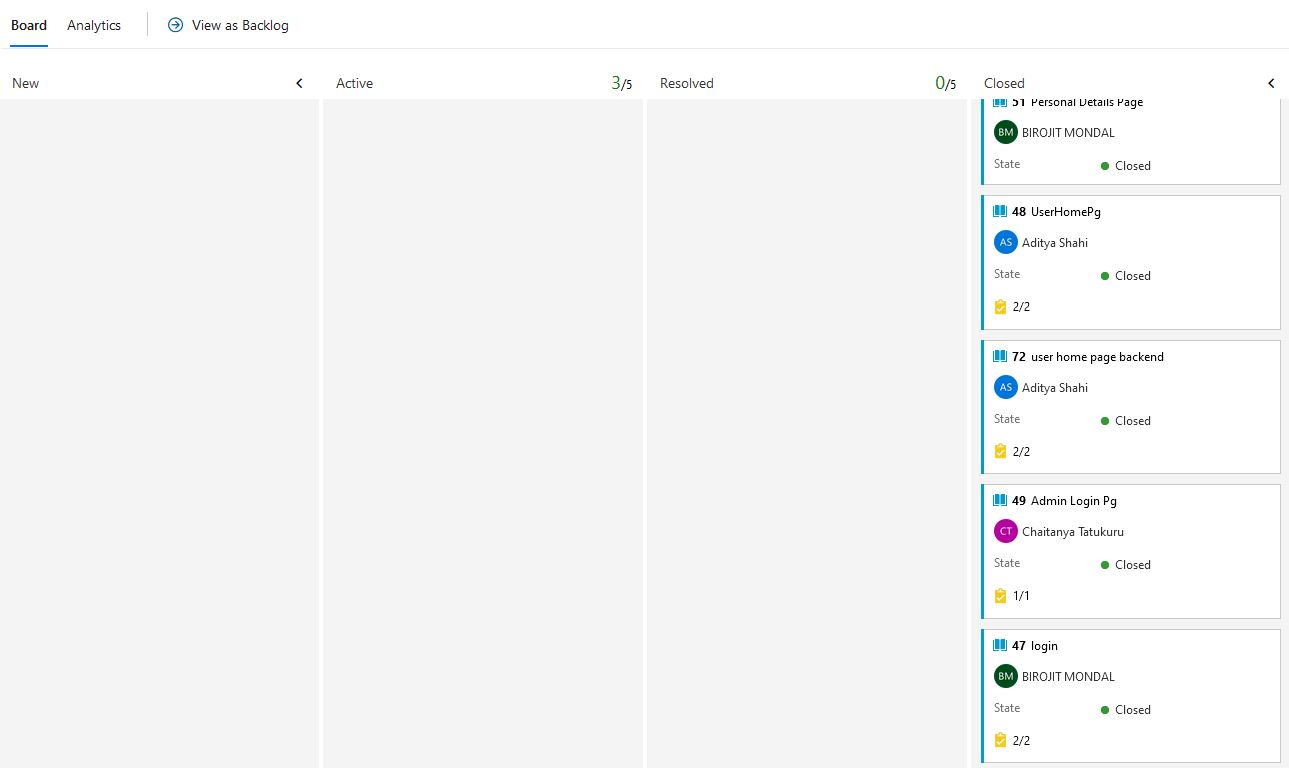 Board Analytics View as Backlog
New Active 3/5 Resolved 0/5 Closed
51 Personal Details Page
BM BIROJIT MONDAL
State Closed
48 UserHomePg
AS Aditya Shahi
State Closed
2/2
72 user home page backend
AS Aditya Shahi
State Closed
2/2
49 Admin Login Pg
CT Chaitanya Tatukuru
State Closed
1/1
47 login
BM BIROJIT MONDAL
State Closed
2/2